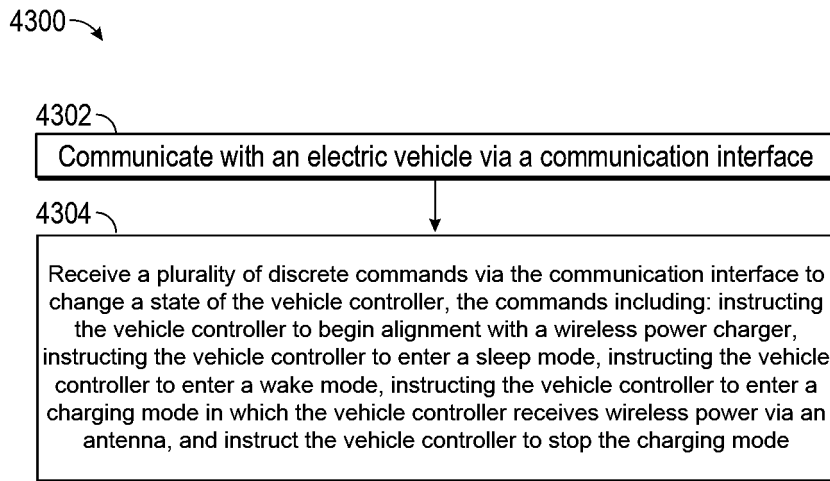 4300
4302
Communicate with an electric vehicle via a communication interface
4304
Receive a plurality of discrete commands via the communication interface to
change a state of the vehicle controller, the commands including: instructing
the vehicle controller to begin alignment with a wireless power charger,
instructing the vehicle controller to enter a sleep mode, instructing the vehicle
controller to enter a wake mode, instructing the vehicle controller to enter a
charging mode in which the vehicle controller receives wireless power via an
antenna, and instruct the vehicle controller to stop the charging mode